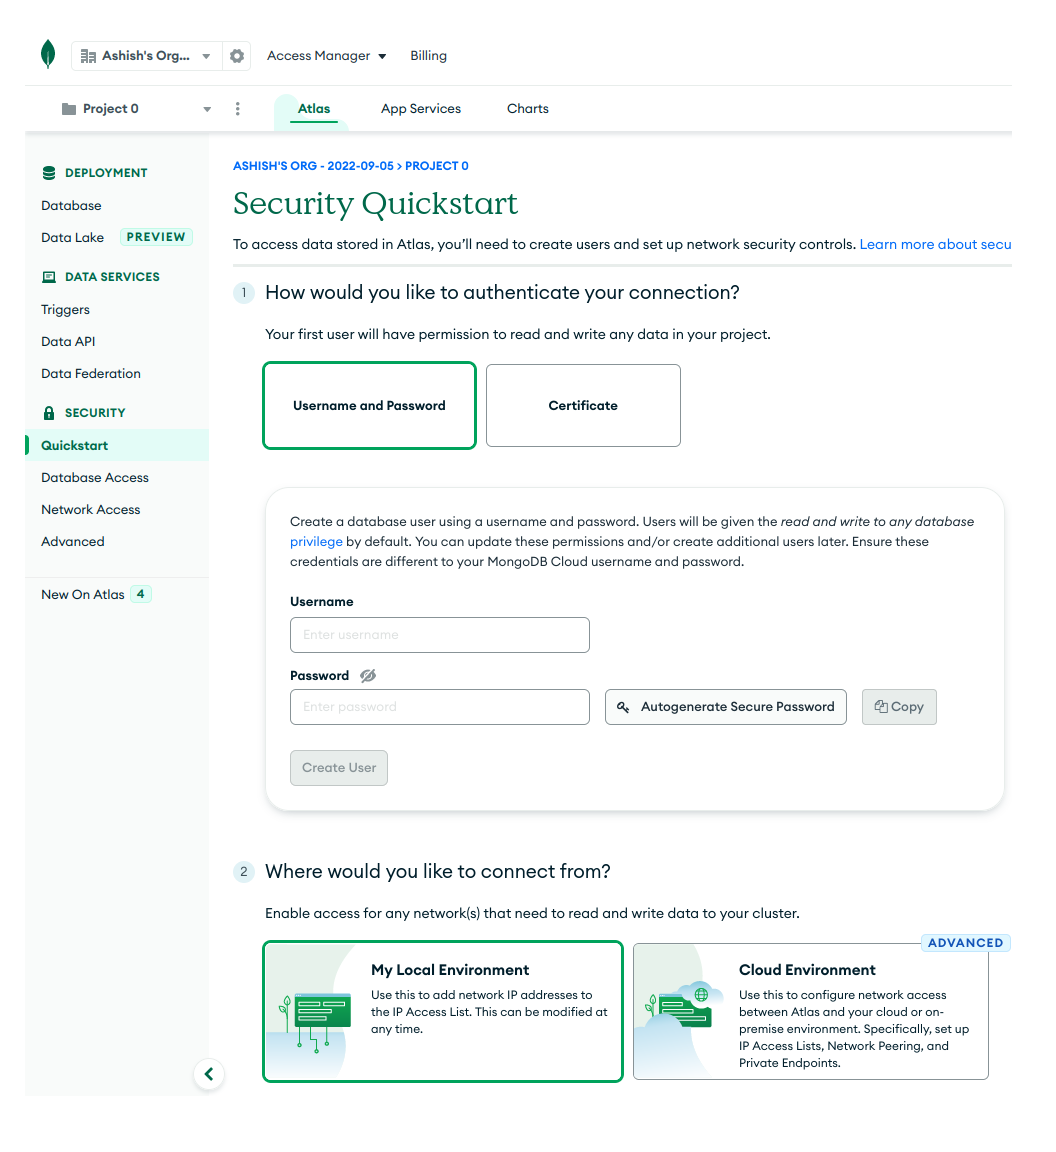 Ashish's Org...
Access Manager
Billing
Project 0
Atlas
App Services
Charts
DEPLOYMENT
Database
Data Lake PREVIEW
DATA SERVICES
Triggers
Data API
Data Federation
SECURITY
Quickstart
Database Access
Network Access
Advanced
New On Atlas 4
ASHISH'S ORG - 2022-09-05 > PROJECT 0
Security Quickstart
To access data stored in Atlas, you’ll need to create users and set up network security controls. Learn more about secu
1 How would you like to authenticate your connection?
Your first user will have permission to read and write any data in your project.
Username and Password
Certificate
Create a database user using a username and password. Users will be given the read and write to any database
privilege by default. You can update these permissions and/or create additional users later. Ensure these
credentials are different to your MongoDB Cloud username and password.
Username
Enter username
Password
Enter password
Autogenerate Secure Password
Copy
Create User
2 Where would you like to connect from?
Enable access for any network(s) that need to read and write data to your cluster.
My Local Environment
Use this to add network IP addresses to
the IP Access List. This can be modified at
any time.
ADVANCED
Cloud Environment
Use this to configure network access
between Atlas and your cloud or on-
premise environment. Specifically, set up
IP Access Lists, Network Peering, and
Private Endpoints.